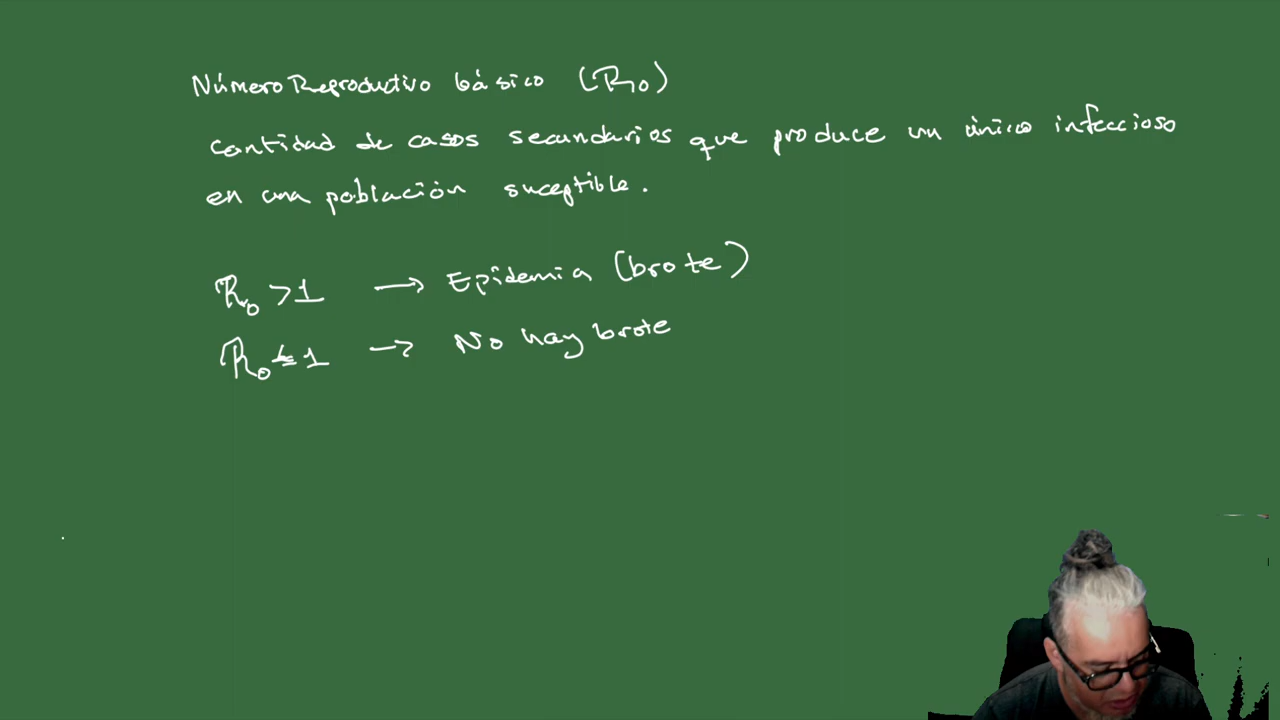 Número Reproductivo básico (R₀)
cantidad de casos secundarios que produce un único infeccioso
en una población suceptible.
R₀ > 1 → Epidemia (brote)
R₀ ≤ 1 → No hay brote